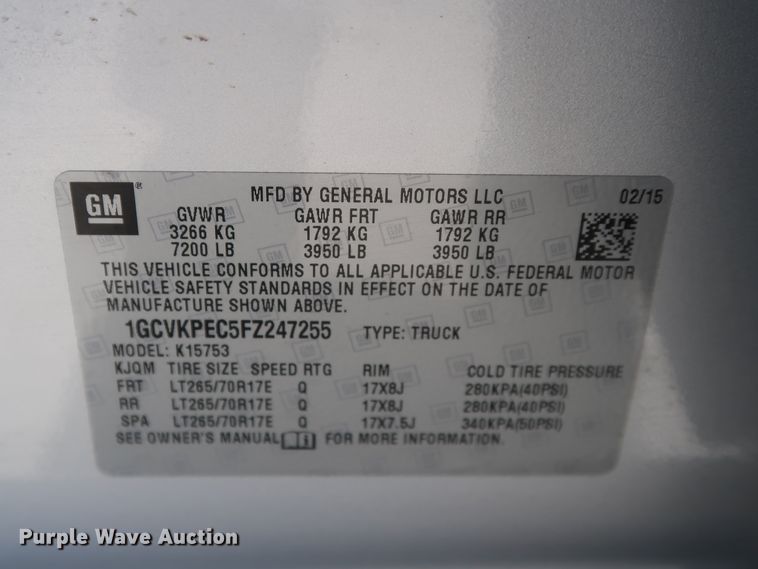 GM ®
MFD BY GENERAL MOTORS LLC 02/15
GVWR GAWR FRT GAWR RR
3266 KG 1792 KG 1792 KG
7200 LB 3950 LB 3950 LB
THIS VEHICLE CONFORMS TO ALL APPLICABLE U.S. FEDERAL MOTOR
VEHICLE SAFETY STANDARDS IN EFFECT ON THE DATE OF
MANUFACTURE SHOWN ABOVE.
1GCVKPEC5FZ247255 TYPE: TRUCK
MODEL: K15753
KJQM TIRE SIZE SPEED RTG RIM COLD TIRE PRESSURE
FRT LT265/70R17E Q 17X8J 280KPA(40PSI)
RR LT265/70R17E Q 17X8J 280KPA(40PSI)
SPA LT265/70R17E Q 17X7.5J 340KPA(50PSI)
SEE OWNER'S MANUAL FOR MORE INFORMATION.
Purple Wave Auction